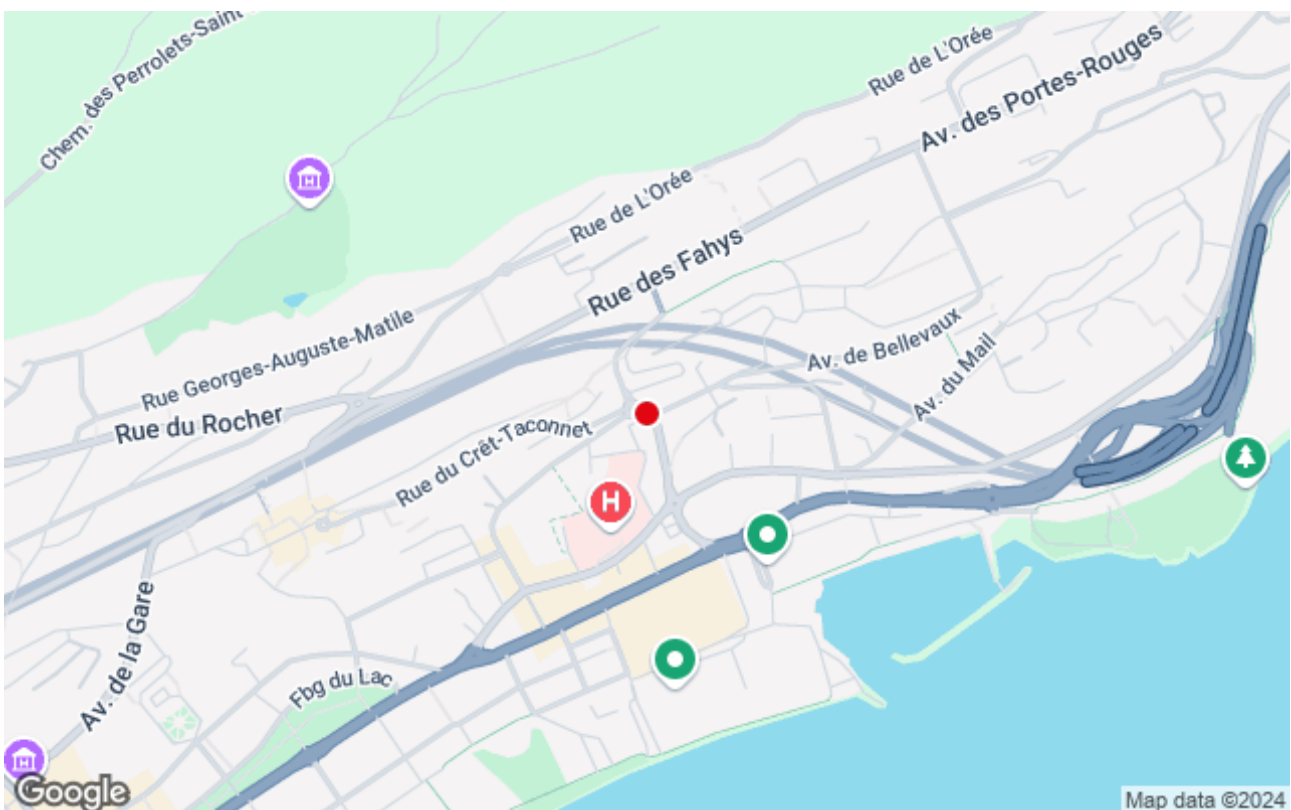 Chem. des Perrolets-Saint
Rue de L'Orée
Av. des Portes-Rouges
Rue de L'Orée
Rue des Fahys
Rue Georges-Auguste-Matile
Av. de Bellevaux
Av. du Mail
Rue du Rocher
Rue du Crêt-Taconnet
H
Av. de la Gare
Fbg du Lac
Google
Map data ©2024